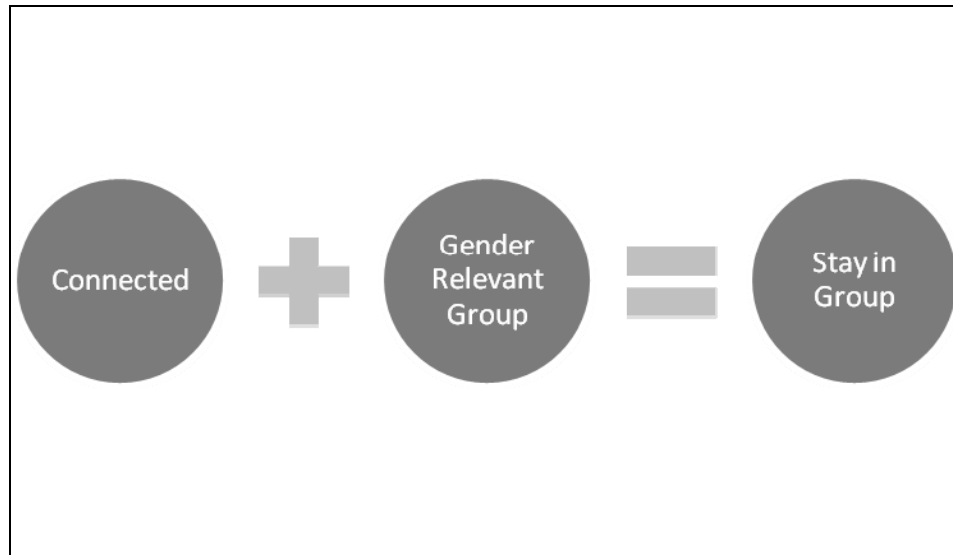 Connected
Gender
Relevant
Group
Stay in
Group